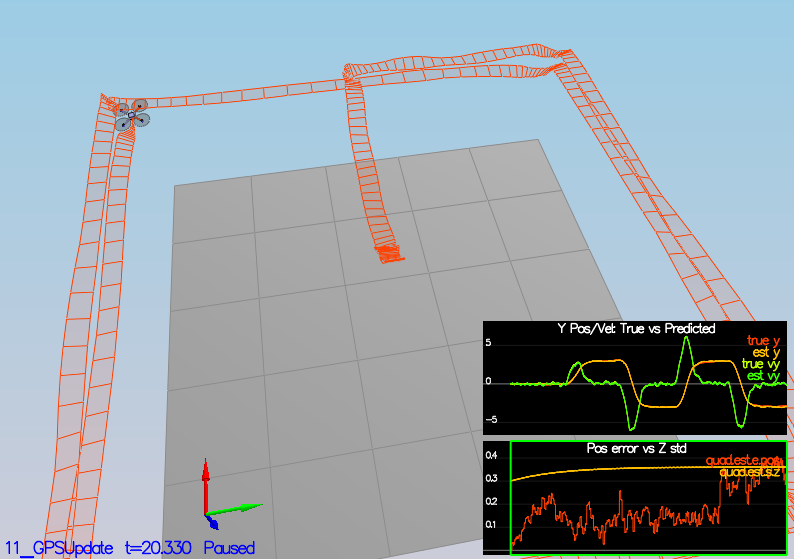 Y Pos/Vel: True vs Predicted
true y
est y
true vy
est vy
5
0
−5
Pos error vs Z std
quad.est.e.pos
quad.est.s.z
0.4
0.3
0.2
0.1
11_GPSUpdate t=20.330 Paused